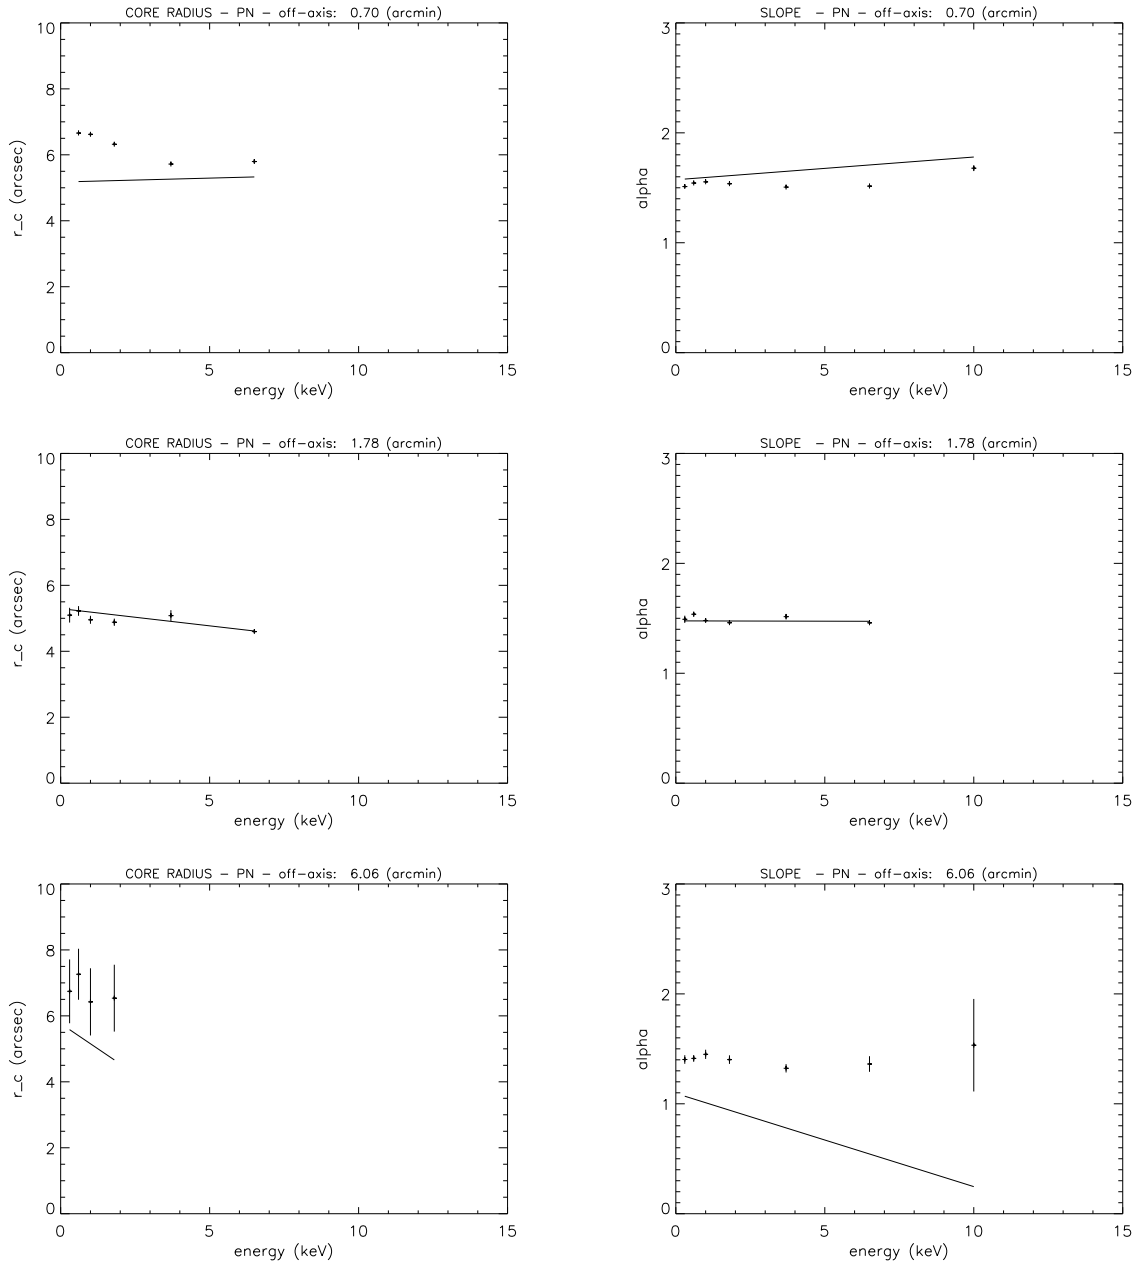 CORE RADIUS - PN - off-axis: 0.70 (arcmin)
10
8
6
4
2
0
r_c (arcsec)
0 5 10 15
energy (keV)
SLOPE - PN - off-axis: 0.70 (arcmin)
3
2
1
0
alpha
0 5 10 15
energy (keV)
CORE RADIUS - PN - off-axis: 1.78 (arcmin)
10
8
6
4
2
0
r_c (arcsec)
0 5 10 15
energy (keV)
SLOPE - PN - off-axis: 1.78 (arcmin)
3
2
1
0
alpha
0 5 10 15
energy (keV)
CORE RADIUS - PN - off-axis: 6.06 (arcmin)
10
8
6
4
2
0
r_c (arcsec)
0 5 10 15
energy (keV)
SLOPE - PN - off-axis: 6.06 (arcmin)
3
2
1
0
alpha
0 5 10 15
energy (keV)